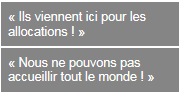 « Ils viennent ici pour les
allocations ! »
« Nous ne pouvons pas
accueillir tout le monde ! »